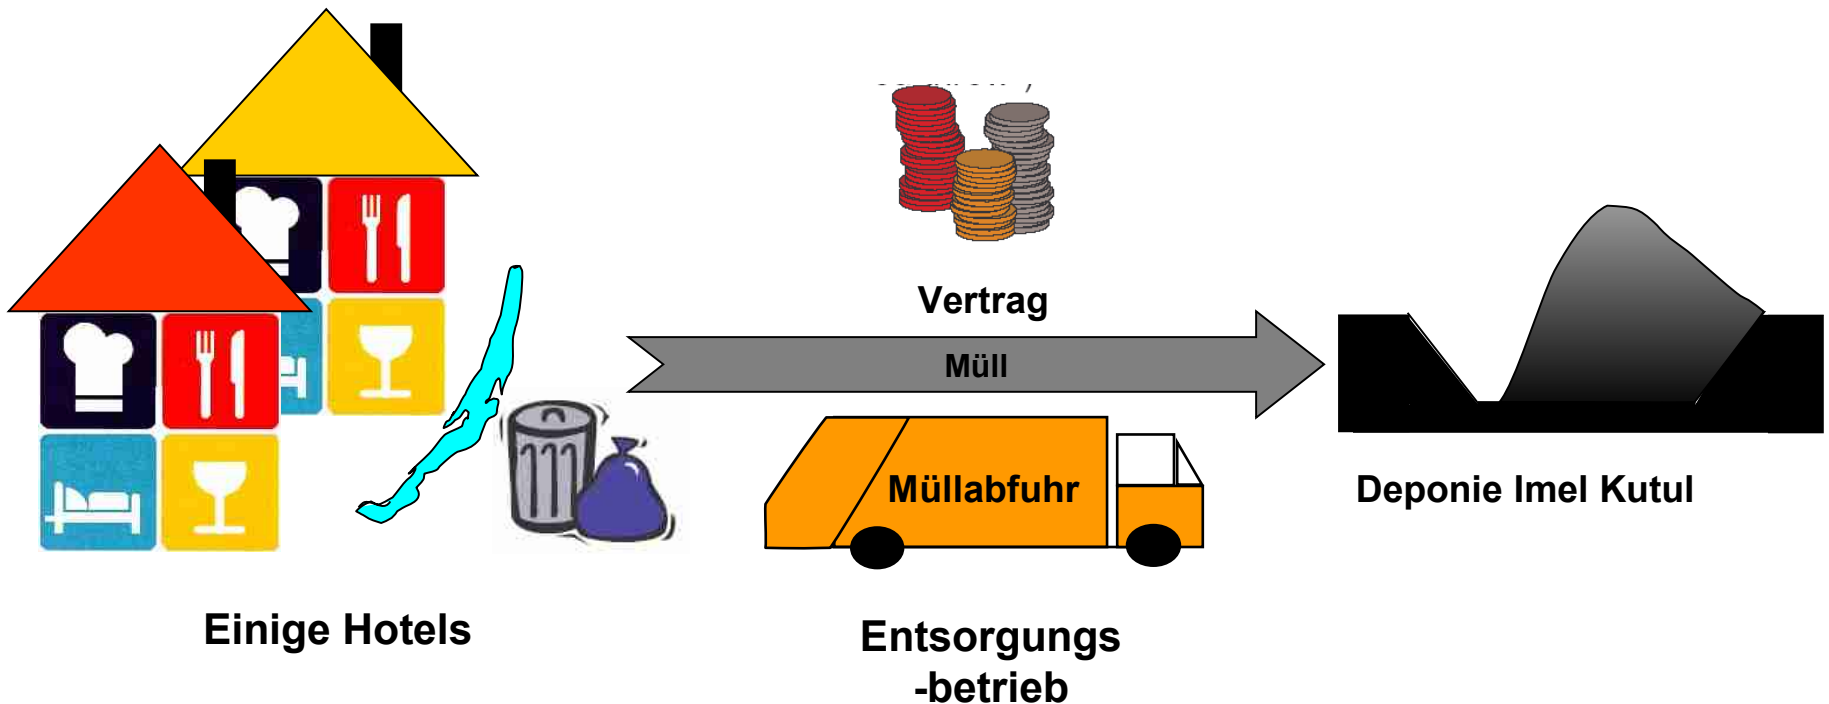 Vertrag
Müll
Müllabfuhr
Deponie Imel Kutul
Einige Hotels
Entsorgungs
-betrieb